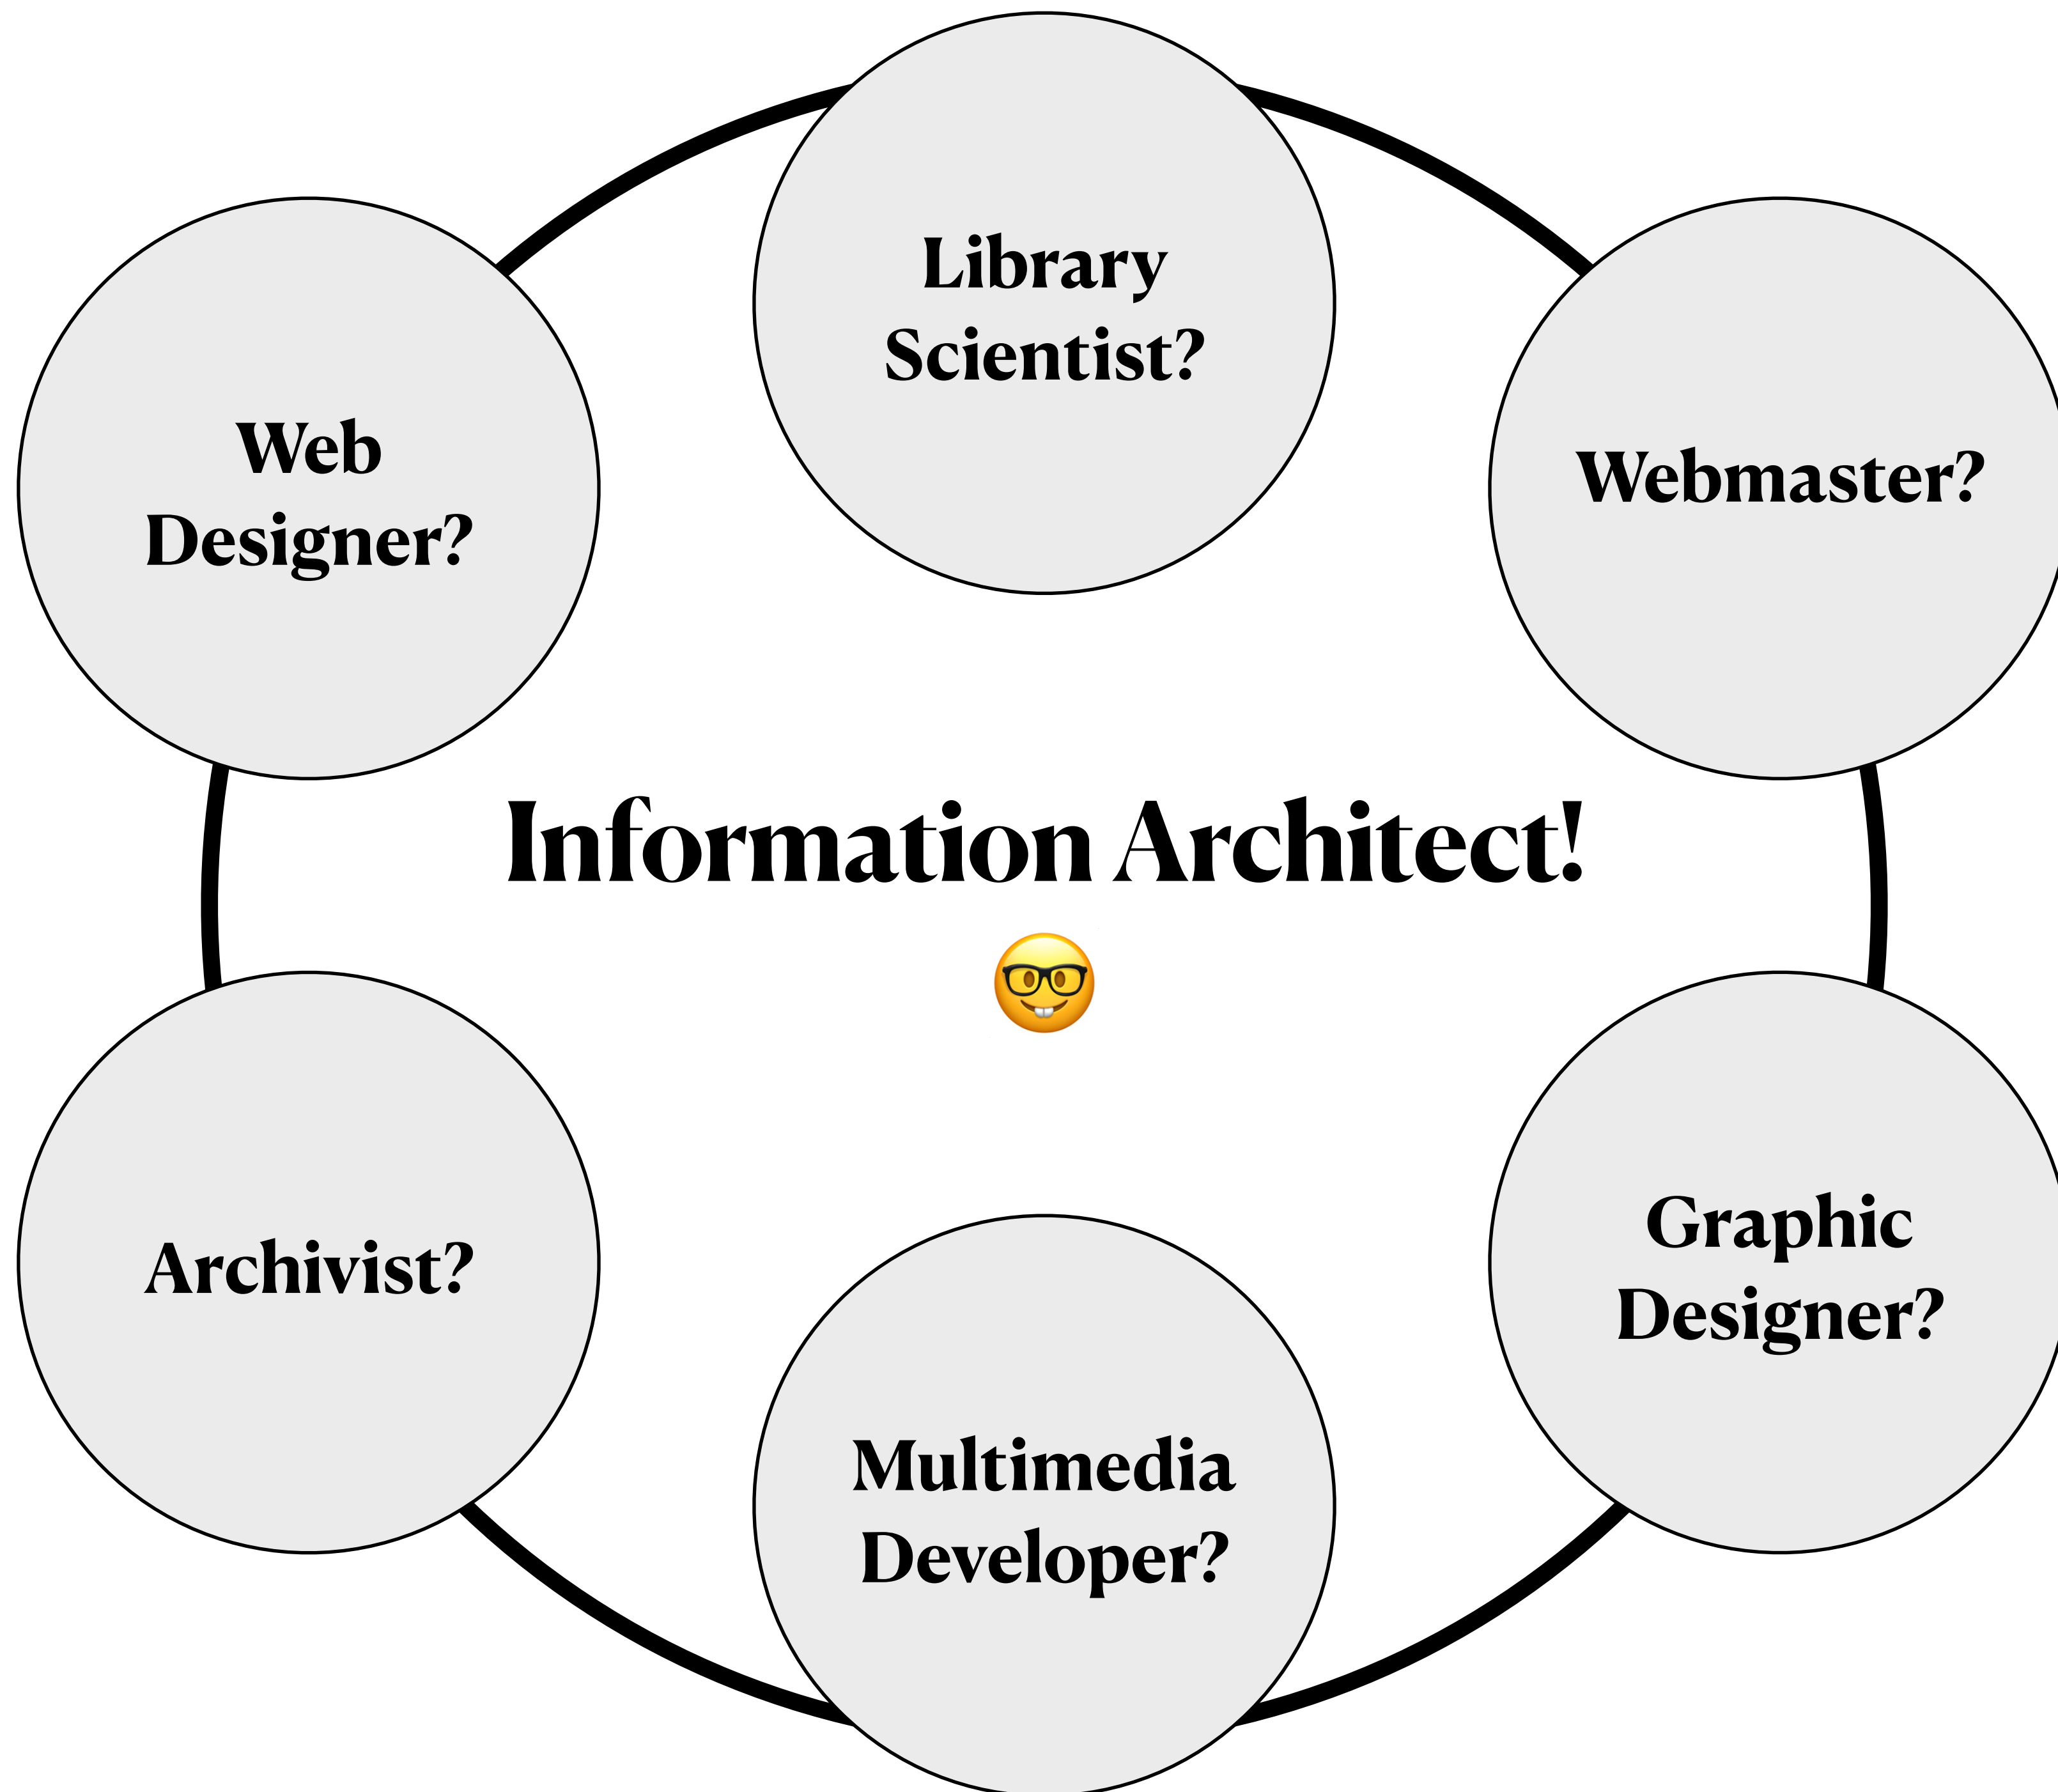 Library
Scientist?
Web
Designer?
Webmaster?
Information Architect!
Archivist?
Graphic
Designer?
Multimedia
Developer?